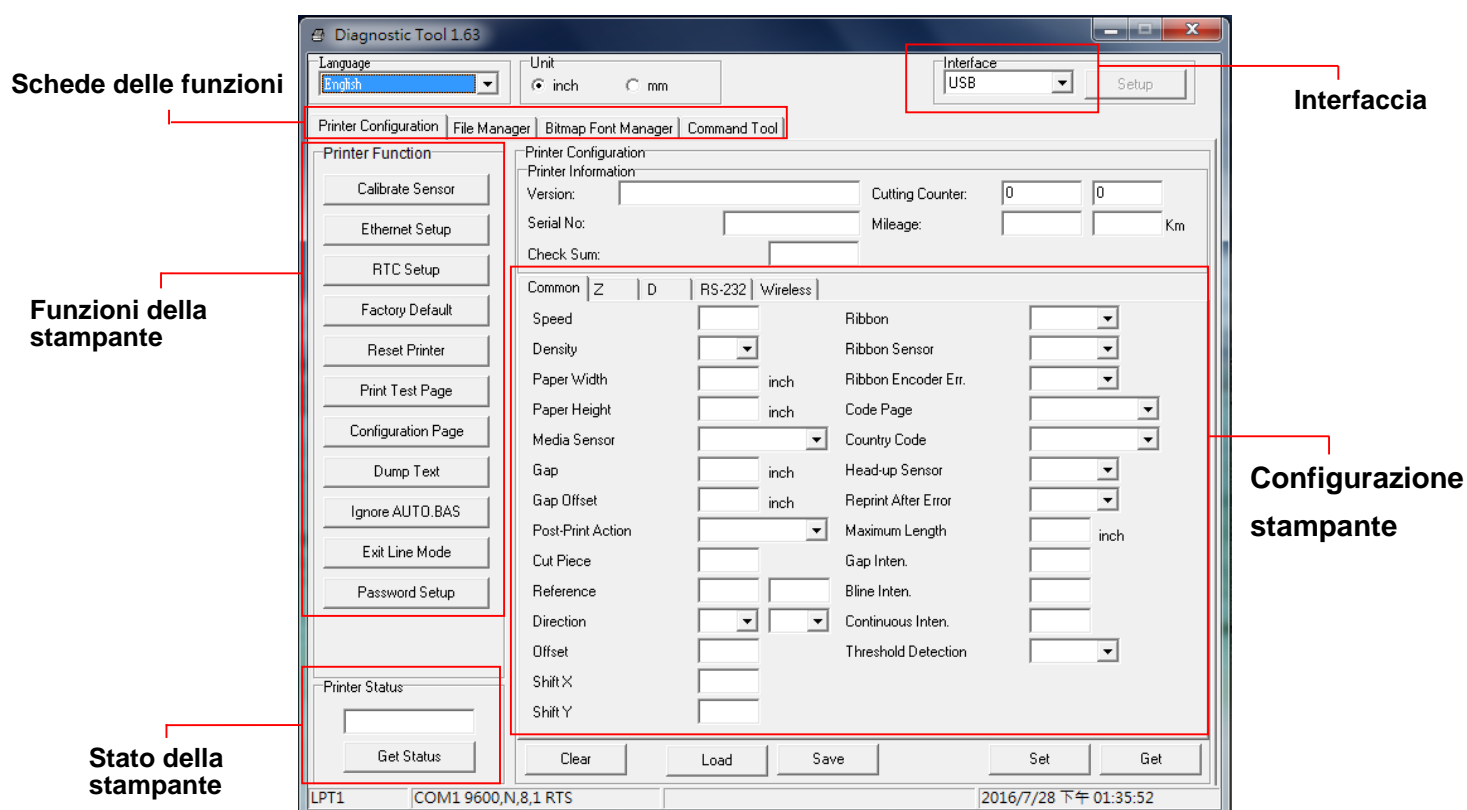 Diagnostic Tool 1.63
Language
English
Unit
inch
mm
Interface
USB
Setup
Schede delle funzioni
Interfaccia
Printer Configuration
File Manager
Bitmap Font Manager
Command Tool
Printer Function
Calibrate Sensor
Ethernet Setup
RTC Setup
Factory Default
Reset Printer
Print Test Page
Configuration Page
Dump Text
Ignore AUTO.BAS
Exit Line Mode
Password Setup
Funzioni della
stampante
Printer Configuration
Printer Information
Version:
Cutting Counter: 0 0
Serial No:
Mileage: Km
Check Sum:
Common
Z
D
RS-232
Wireless
Speed
Density
Paper Width inch
Paper Height inch
Media Sensor
Gap inch
Gap Offset inch
Post-Print Action
Cut Piece
Reference
Direction
Offset
Shift X
Shift Y
Ribbon
Ribbon Sensor
Ribbon Encoder Err.
Code Page
Country Code
Head-up Sensor
Reprint After Error
Maximum Length inch
Gap Inten.
Bline Inten.
Continuous Inten.
Threshold Detection
Configurazione
stampante
Printer Status
Get Status
Stato della
stampante
Clear
Load
Save
Set
Get
LPT1
COM1 9600,N,8,1 RTS
2016/7/28 下午 01:35:52